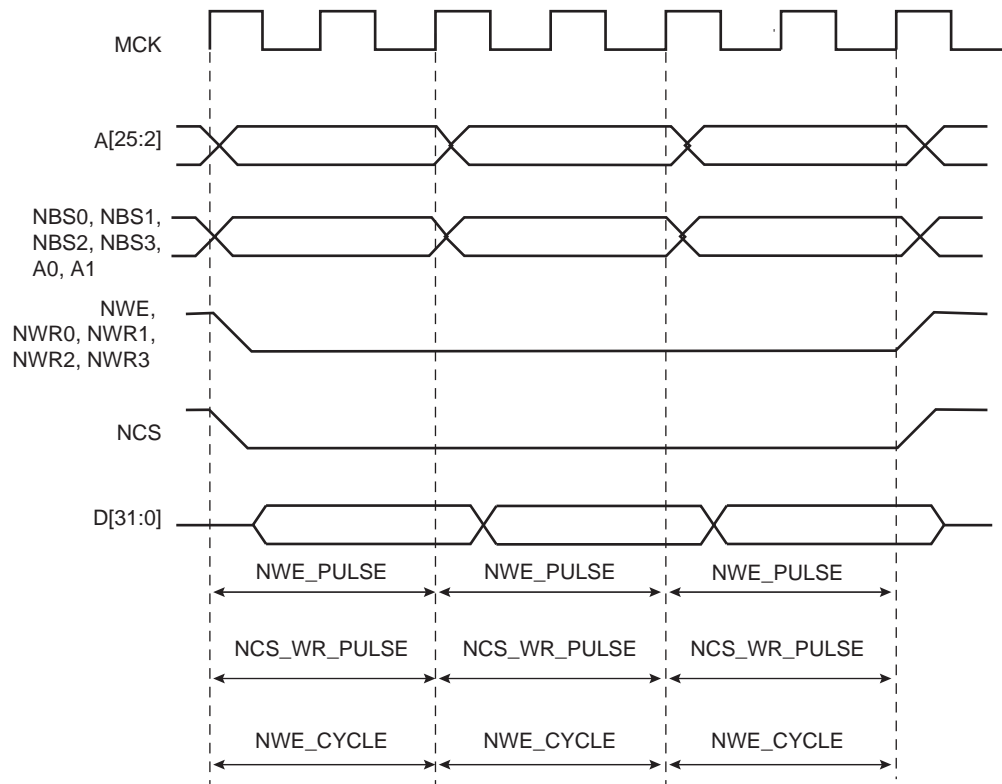 MCK
A[25:2]
NBS0, NBS1,
NBS2, NBS3,
A0, A1
NWE,
NWR0, NWR1,
NWR2, NWR3
NCS
D[31:0]
NWE_PULSE NWE_PULSE NWE_PULSE
NCS_WR_PULSE NCS_WR_PULSE NCS_WR_PULSE
NWE_CYCLE NWE_CYCLE NWE_CYCLE